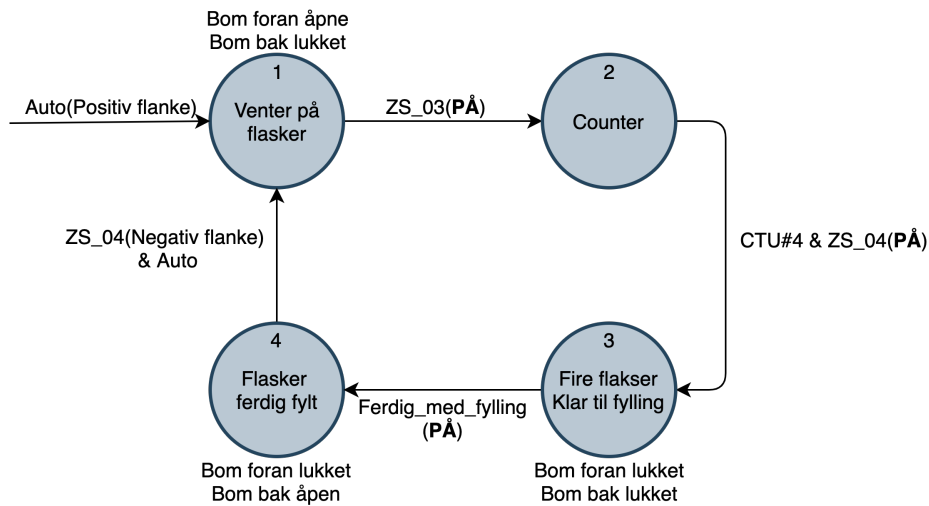 Bom foran åpne
Bom bak lukket
1
Venter på
flasker
Auto(Positiv flanke)
ZS_03(PÅ)
2
Counter
CTU#4 & ZS_04(PÅ)
ZS_04(Negativ flanke)
& Auto
4
Flasker
ferdig fylt
Bom foran lukket
Bom bak åpen
Ferdig_med_fylling
(PÅ)
3
Fire flakser
Klar til fylling
Bom foran lukket
Bom bak lukket